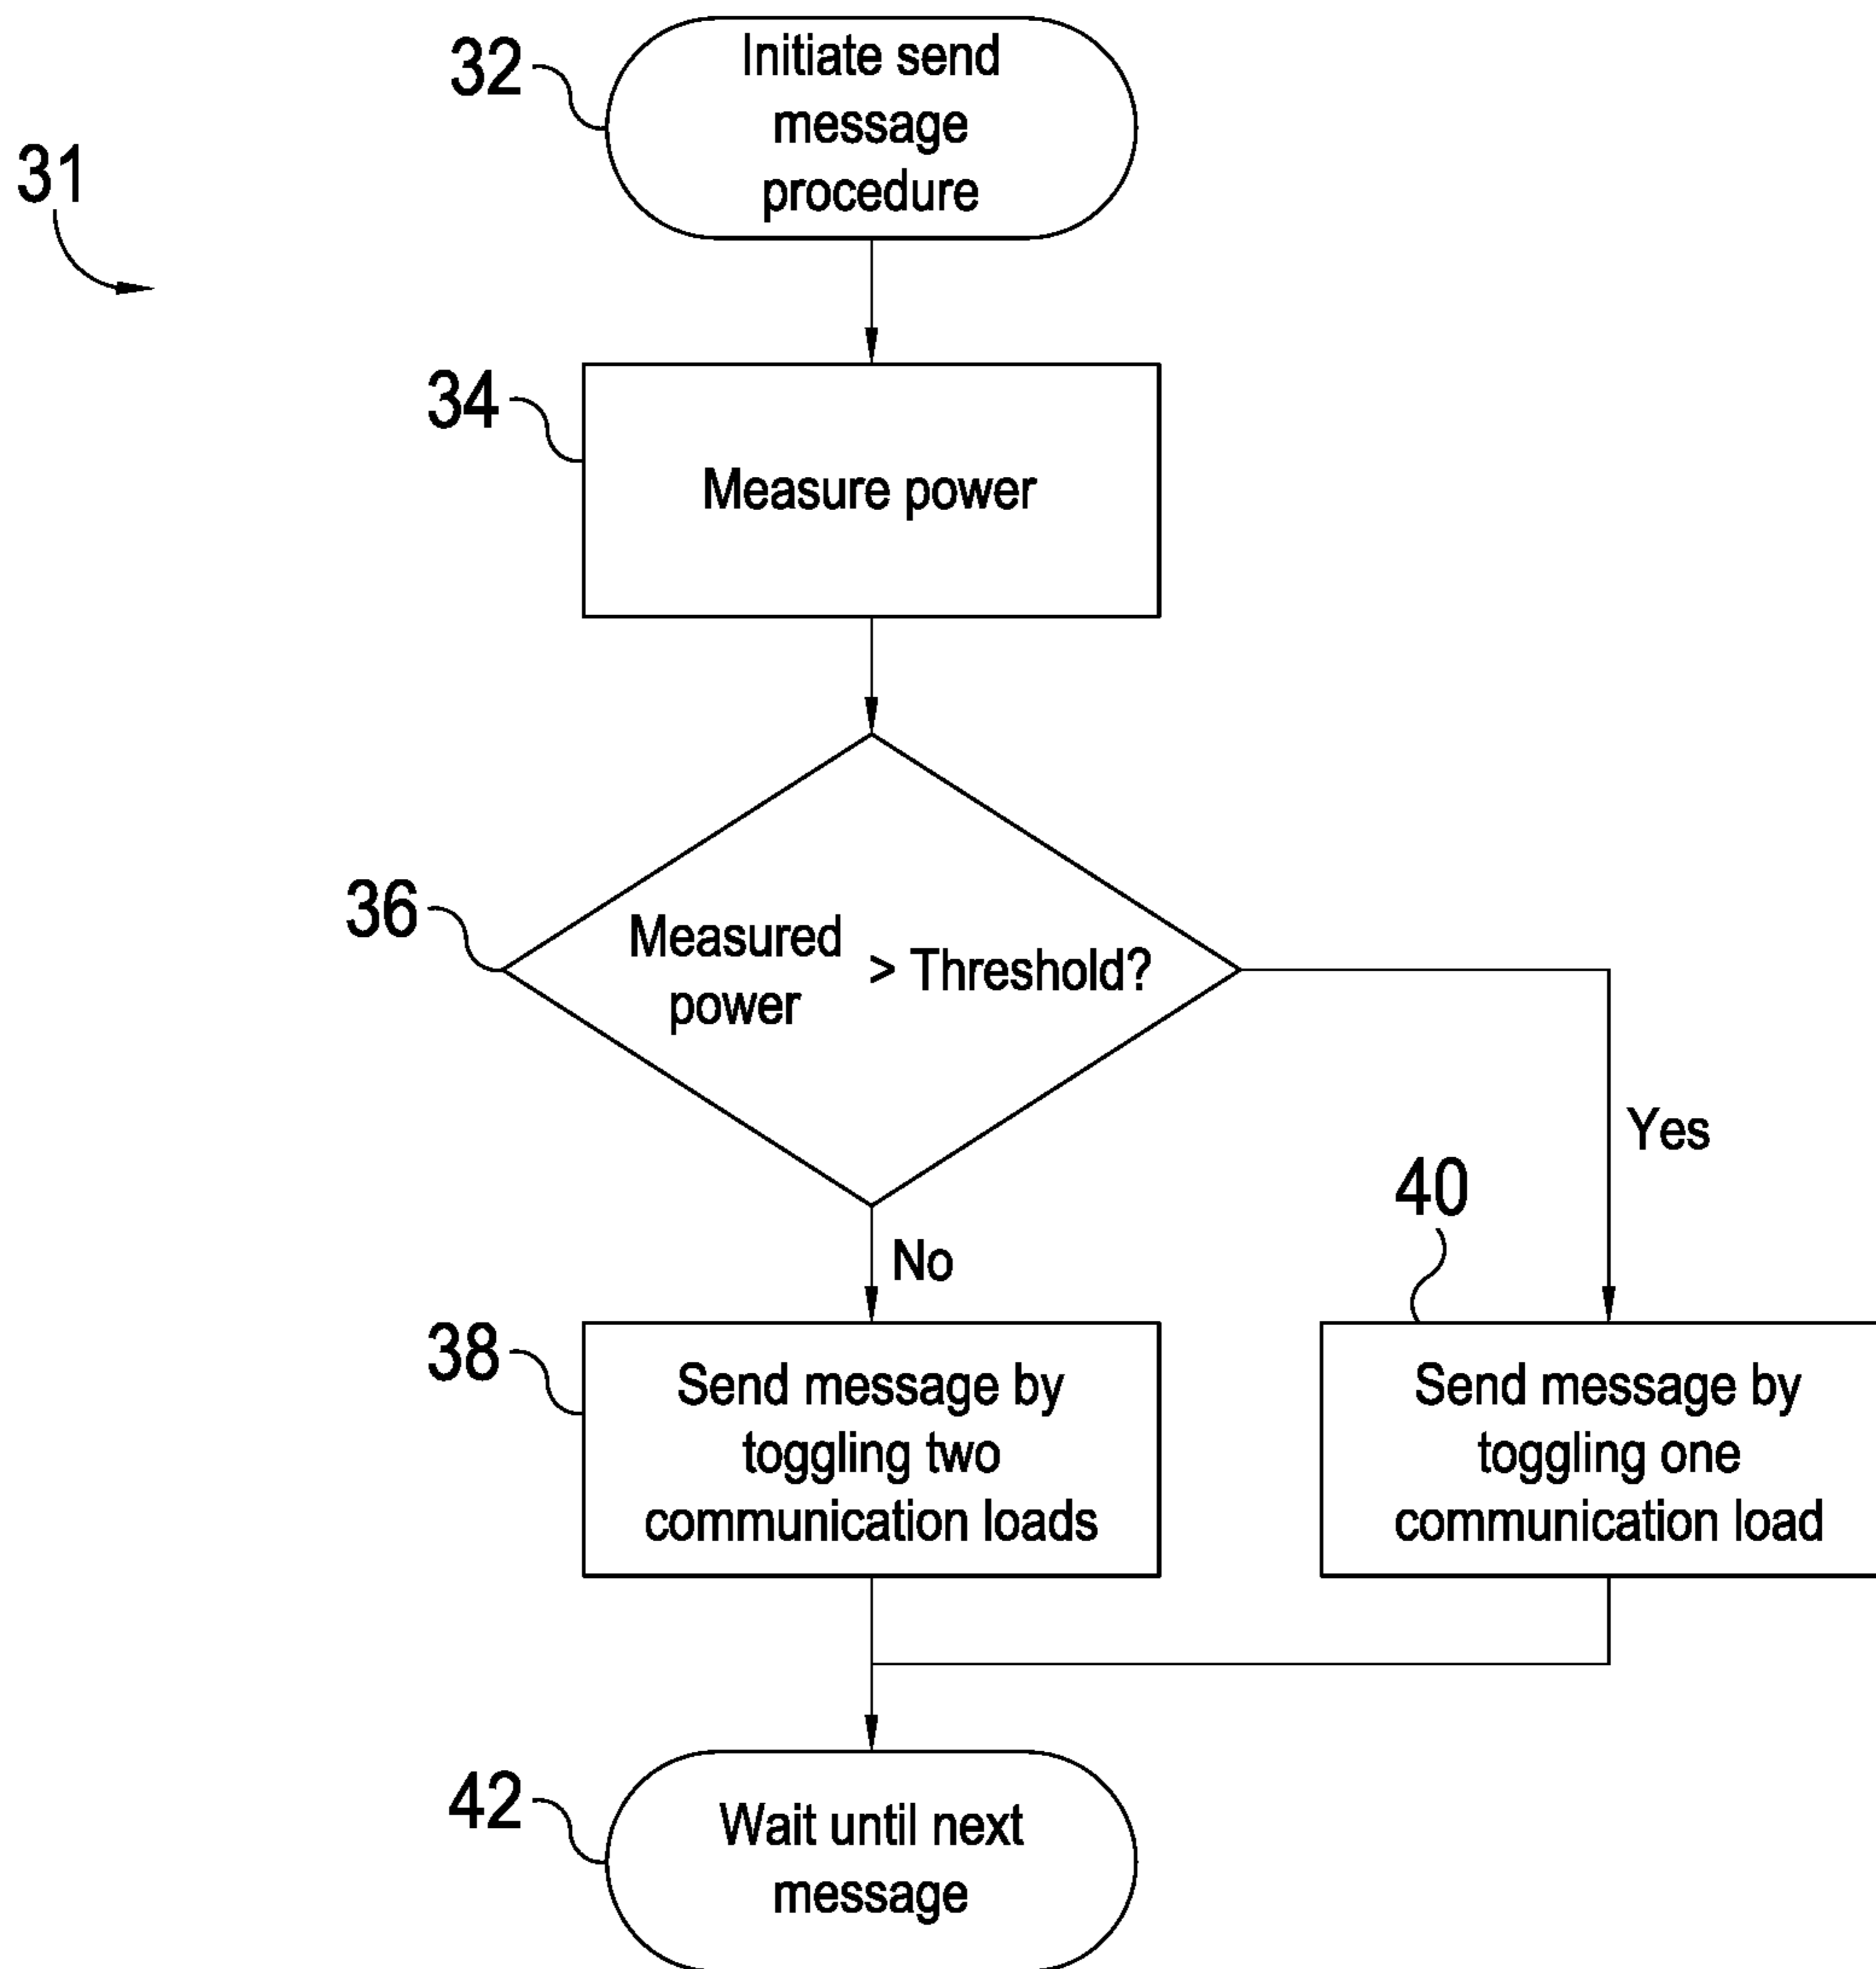 32
Initiate send
message
procedure
31
34
Measure power
36
Measured
power
> Threshold?
Yes
No
40
38
Send message by
toggling two
communication loads
Send message by
toggling one
communication load
42
Wait until next
message